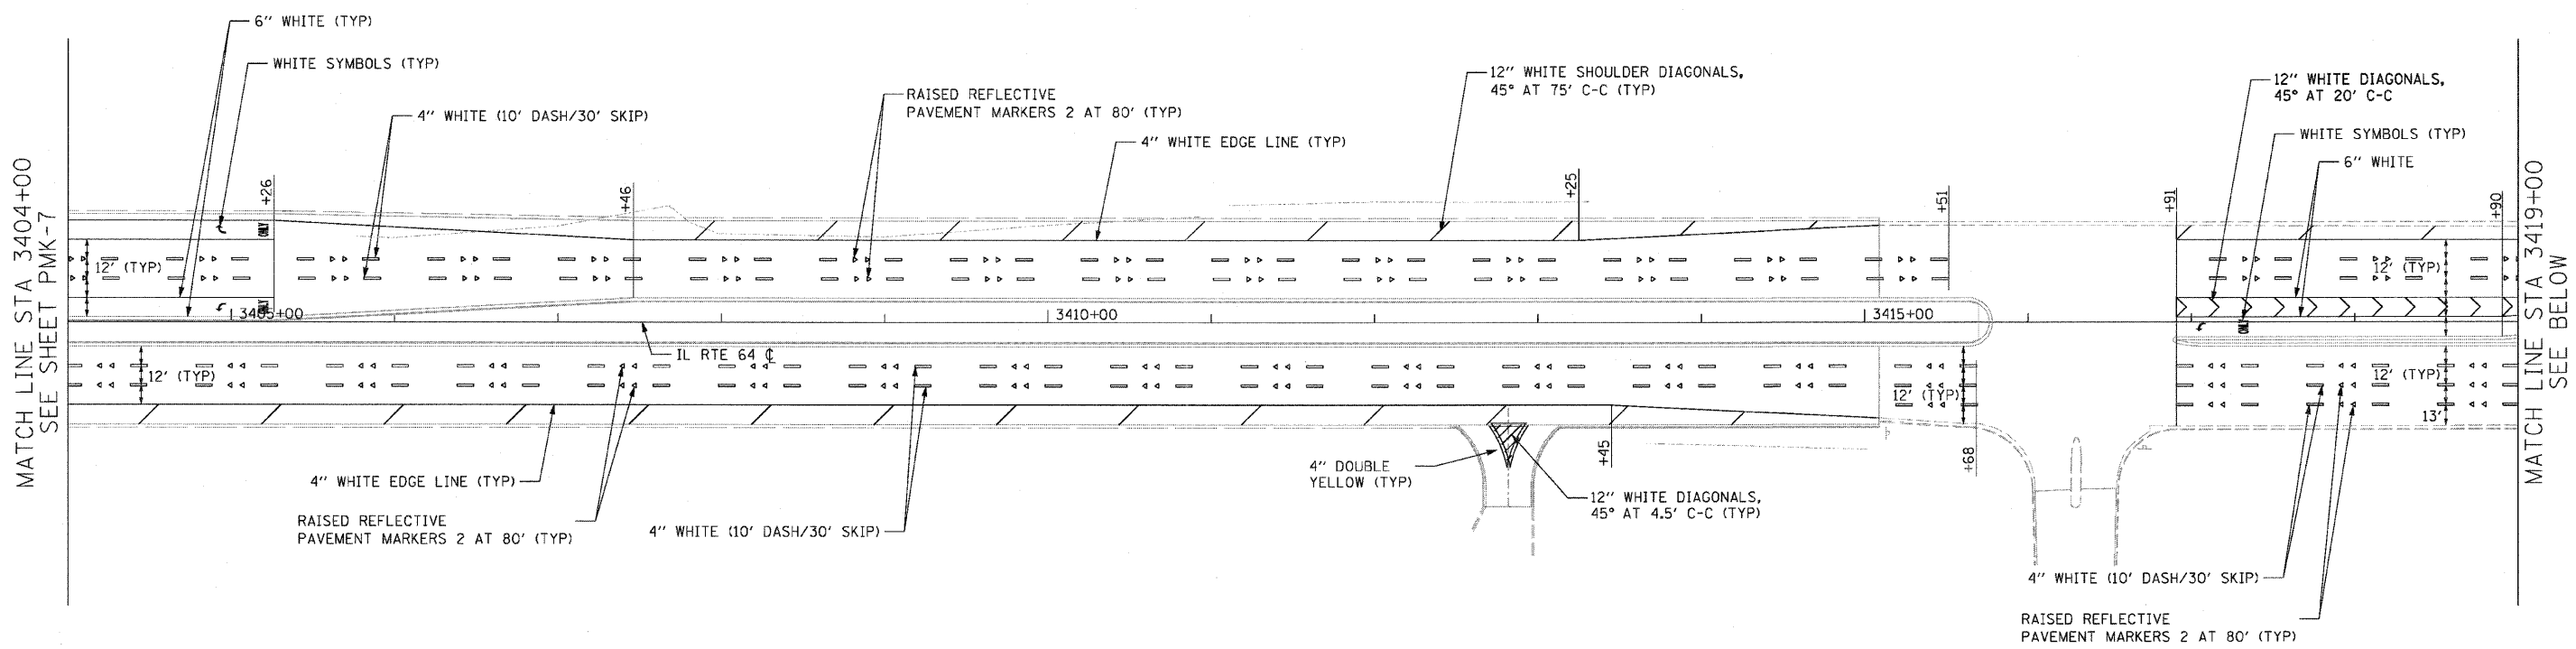 6" WHITE (TYP)
WHITE SYMBOLS (TYP)
4" WHITE (10' DASH/30' SKIP)
RAISED REFLECTIVE
PAVEMENT MARKERS 2 AT 80' (TYP)
4" WHITE EDGE LINE (TYP)
12" WHITE SHOULDER DIAGONALS,
45° AT 75' C-C (TYP)
12" WHITE DIAGONALS,
45° AT 20' C-C
WHITE SYMBOLS (TYP)
6" WHITE
MATCH LINE STA 3404+00
SEE SHEET PMK-7
+26
+46
+25
+51
+91
+90
ONLY
12' (TYP)
ONLY
3405+00
3410+00
3415+00
12' (TYP)
ONLY
IL RTE 64 ℄
12' (TYP)
12' (TYP)
12' (TYP)
13'
+45
+68
4" WHITE EDGE LINE (TYP)
RAISED REFLECTIVE
PAVEMENT MARKERS 2 AT 80' (TYP)
4" WHITE (10' DASH/30' SKIP)
4" DOUBLE
YELLOW (TYP)
12" WHITE DIAGONALS,
45° AT 4.5' C-C (TYP)
4" WHITE (10' DASH/30' SKIP)
RAISED REFLECTIVE
PAVEMENT MARKERS 2 AT 80' (TYP)
MATCH LINE STA 3419+00
SEE BELOW